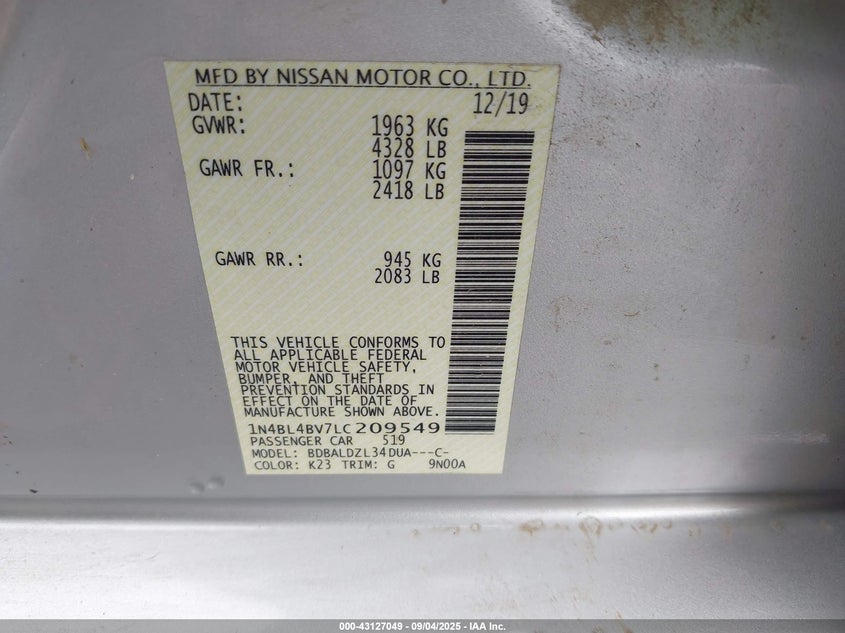 MFD BY NISSAN MOTOR CO., LTD.
DATE: 12/19
GVWR: 1963 KG
4328 LB
GAWR FR.: 1097 KG
2418 LB
GAWR RR.: 945 KG
2083 LB
THIS VEHICLE CONFORMS TO
ALL APPLICABLE FEDERAL
MOTOR VEHICLE SAFETY,
BUMPER, AND THEFT
PREVENTION STANDARDS IN
EFFECT ON THE DATE OF
MANUFACTURE SHOWN ABOVE.
1N4BL4BV7LC209549
PASSENGER CAR 519
MODEL: BDBALDZL34DUA---C-
COLOR: K23 TRIM: G 9N00A
000-43127049 - 09/04/2025 - IAA Inc.